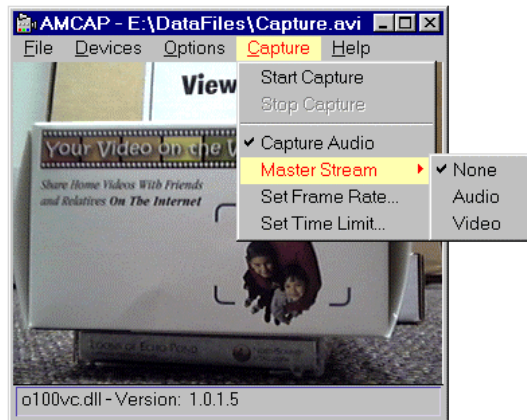 AMCAP - E:\DataFiles\Capture.avi
File Devices Options Capture Help
Start Capture
Stop Capture
Capture Audio
Master Stream
None
Audio
Video
Set Frame Rate...
Set Time Limit...
View
Your Video on the
Share Home Videos With Friends
and Relatives On The Internet
o100vc.dll - Version: 1.0.1.5